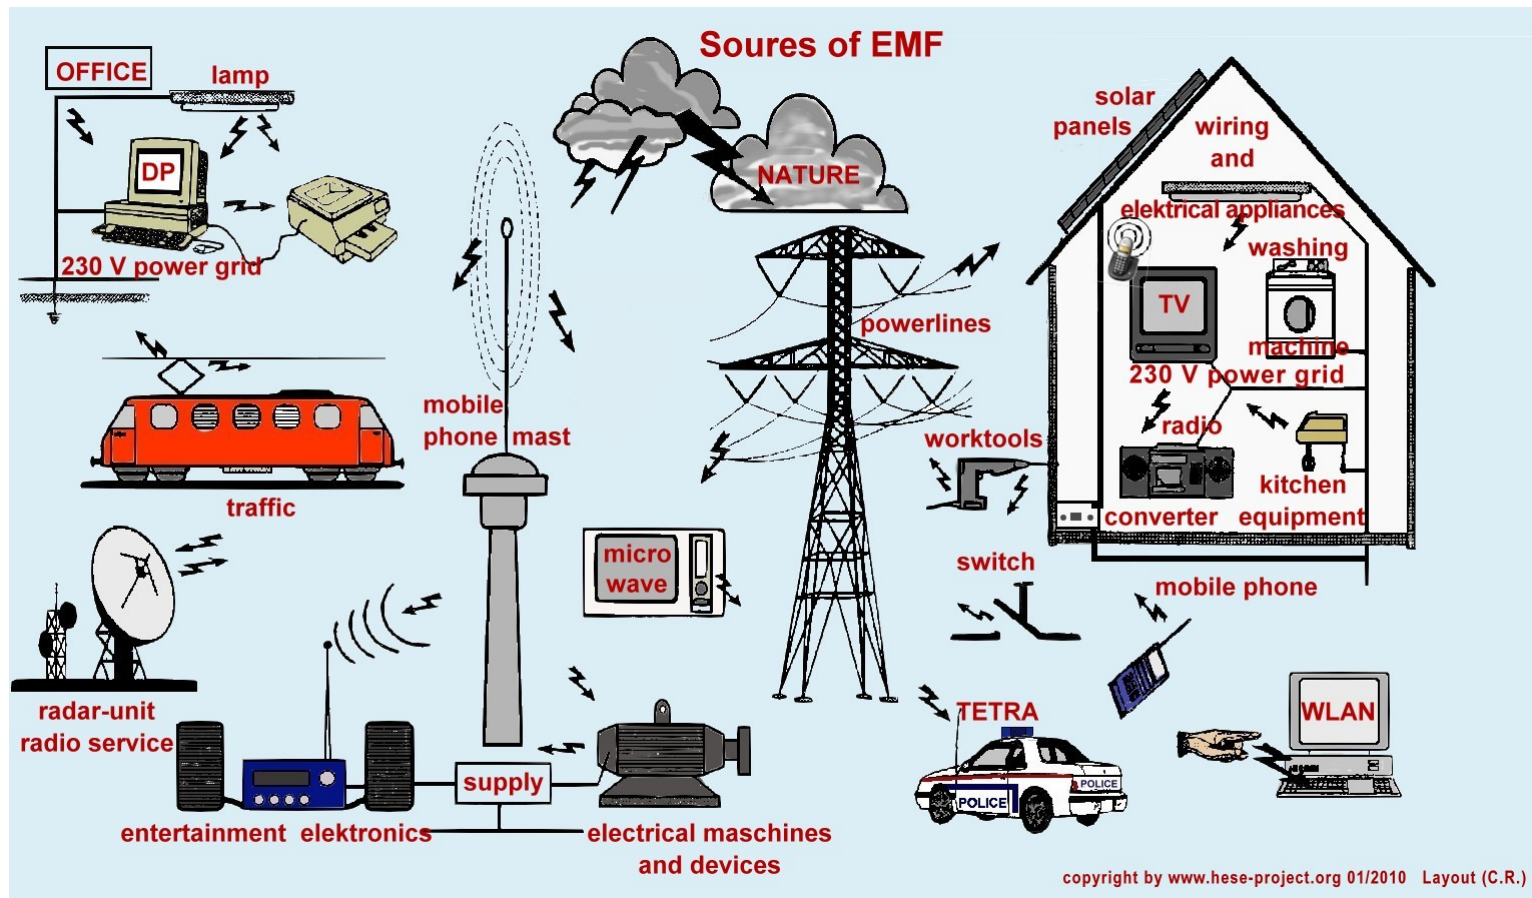 Soures of EMF
OFFICE
lamp
DP
230 V power grid
NATURE
solar
panels
wiring
and
elektrical appliances
washing
TV
machine
230 V power grid
radio
kitchen
converter equipment
powerlines
worktools
mobile
phone mast
traffic
micro
wave
switch
mobile phone
radar-unit
radio service
TETRA
POLICE
POLICE
WLAN
supply
entertainment elektronics
electrical maschines
and devices
copyright by www.hese-project.org 01/2010 Layout (C.R.)